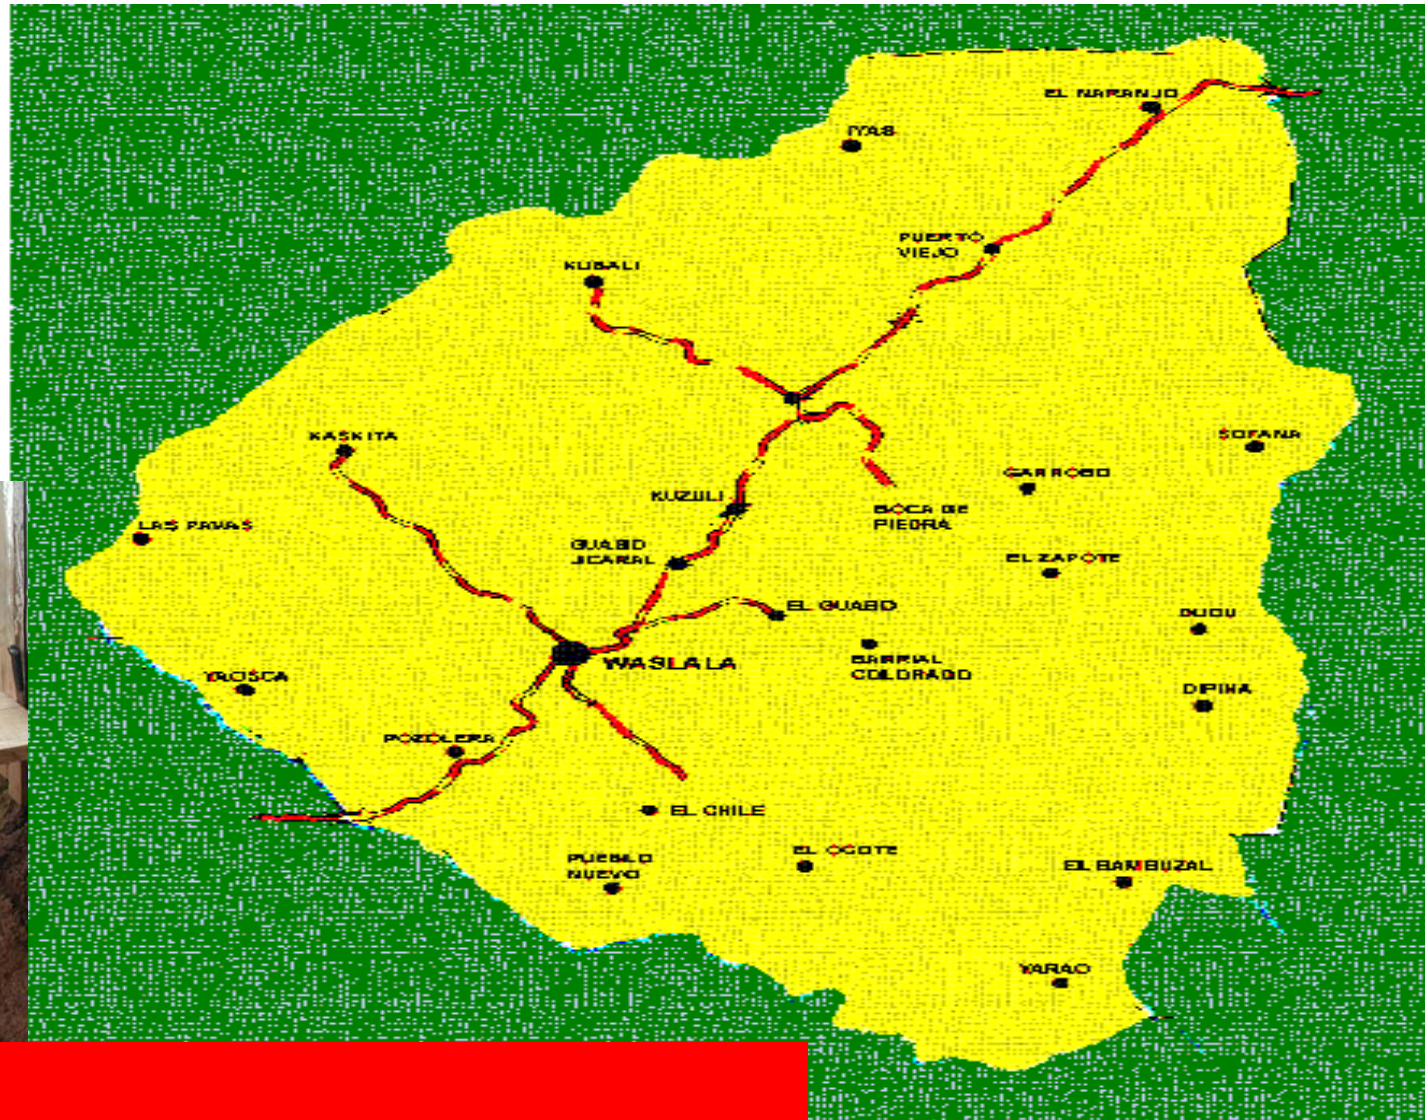 EL NARANJO
IYAS
PUERTO
VIEJO
KUBALI
KASKITA
SOFANA
GARROBO
KUZULI
BOCA DE
PIEDRA
LAS PAVAS
GUABO
JICARAL
EL ZAPOTE
EL GUABO
DUDU
BARRIAL
COLORADO
WASLALA
YAOSCA
DIPINA
POZOLERA
EL CHILE
EL OCOTE
PUEBLO
NUEVO
EL BAMBUZAL
YARAO